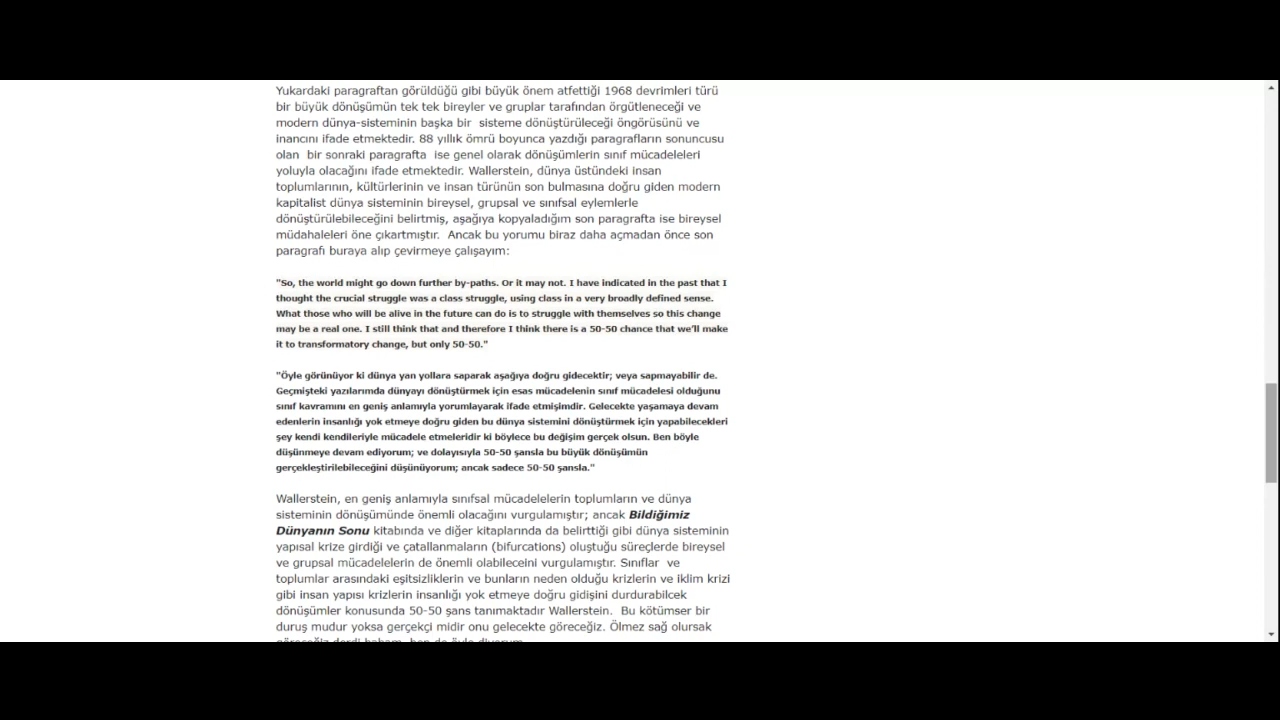 Yukardaki paragraftan görüldüğü gibi büyük önem atfettiği 1968 devrimleri türü
bir büyük dönüşümün tek tek bireyler ve gruplar tarafından örgütleneceği ve
modern dünya-sisteminin başka bir sisteme dönüştürüleceği öngörüsünü ve
inancını ifade etmektedir. 88 yıllık ömrü boyunca yazdığı paragrafların sonuncusu
olan bir sonraki paragrafta ise genel olarak dönüşümlerin sınıf mücadeleleri
yoluyla olacağını ifade etmektedir. Wallerstein, dünya üstündeki insan
toplumlarının, kültürlerinin ve insan türünün son bulmasına doğru giden modern
kapitalist dünya sisteminin bireysel, grupsal ve sınıfsal eylemlerle
dönüştürülebileceğini belirtmiş, aşağıya kopyaladığım son paragrafta ise bireysel
müdahaleleri öne çıkartmıştır. Ancak bu yorumu biraz daha açmadan önce son
paragrafı buraya alıp çevirmeye çalışayım:
"So, the world might go down further by-paths. Or it may not. I have indicated in the past that I
thought the crucial struggle was a class struggle, using class in a very broadly defined sense.
What those who will be alive in the future can do is to struggle with themselves so this change
may be a real one. I still think that and therefore I think there is a 50-50 chance that we'll make
it to transformatory change, but only 50-50."
"Öyle görünüyor ki dünya yan yollara saparak aşağıya doğru gidecektir; veya sapmayabilir de.
Geçmişteki yazılarımda dünyayı dönüştürmek için esas mücadelenin sınıf mücadelesi olduğunu
sınıf kavramını en geniş anlamıyla yorumlayarak ifade etmişimdir. Gelecekte yaşamaya devam
edenlerin insanlığı yok etmeye doğru giden bu dünya sistemini dönüştürmek için yapabilecekleri
şey kendi kendileriyle mücadele etmeleridir ki böylece bu değişim gerçek olsun. Ben böyle
düşünmeye devam ediyorum; ve dolayısıyla 50-50 şansla bu büyük dönüşümün
gerçekleştirilebileceğini düşünüyorum; ancak sadece 50-50 şansla."
Wallerstein, en geniş anlamıyla sınıfsal mücadelelerin toplumların ve dünya
sisteminin dönüşümünde önemli olacağını vurgulamıştır; ancak Bildiğimiz
Dünyanın Sonu kitabında ve diğer kitaplarında da belirttiği gibi dünya sisteminin
yapısal krize girdiği ve çatallanmaların (bifurcations) oluştuğu süreçlerde bireysel
ve grupsal mücadelelerin de önemli olabileceini vurgulamıştır. Sınıflar ve
toplumlar arasındaki eşitsizliklerin ve bunların neden olduğu krizlerin ve iklim krizi
gibi insan yapısı krizlerin insanlığı yok etmeye doğru gidişini durdurabilcek
dönüşümler konusunda 50-50 şans tanımaktadır Wallerstein. Bu kötümser bir
duruş mudur yoksa gerçekçi midir onu gelecekte göreceğiz. Ölmez sağ olursak
göreceğiz derdi babam, ben de öyle diyorum.